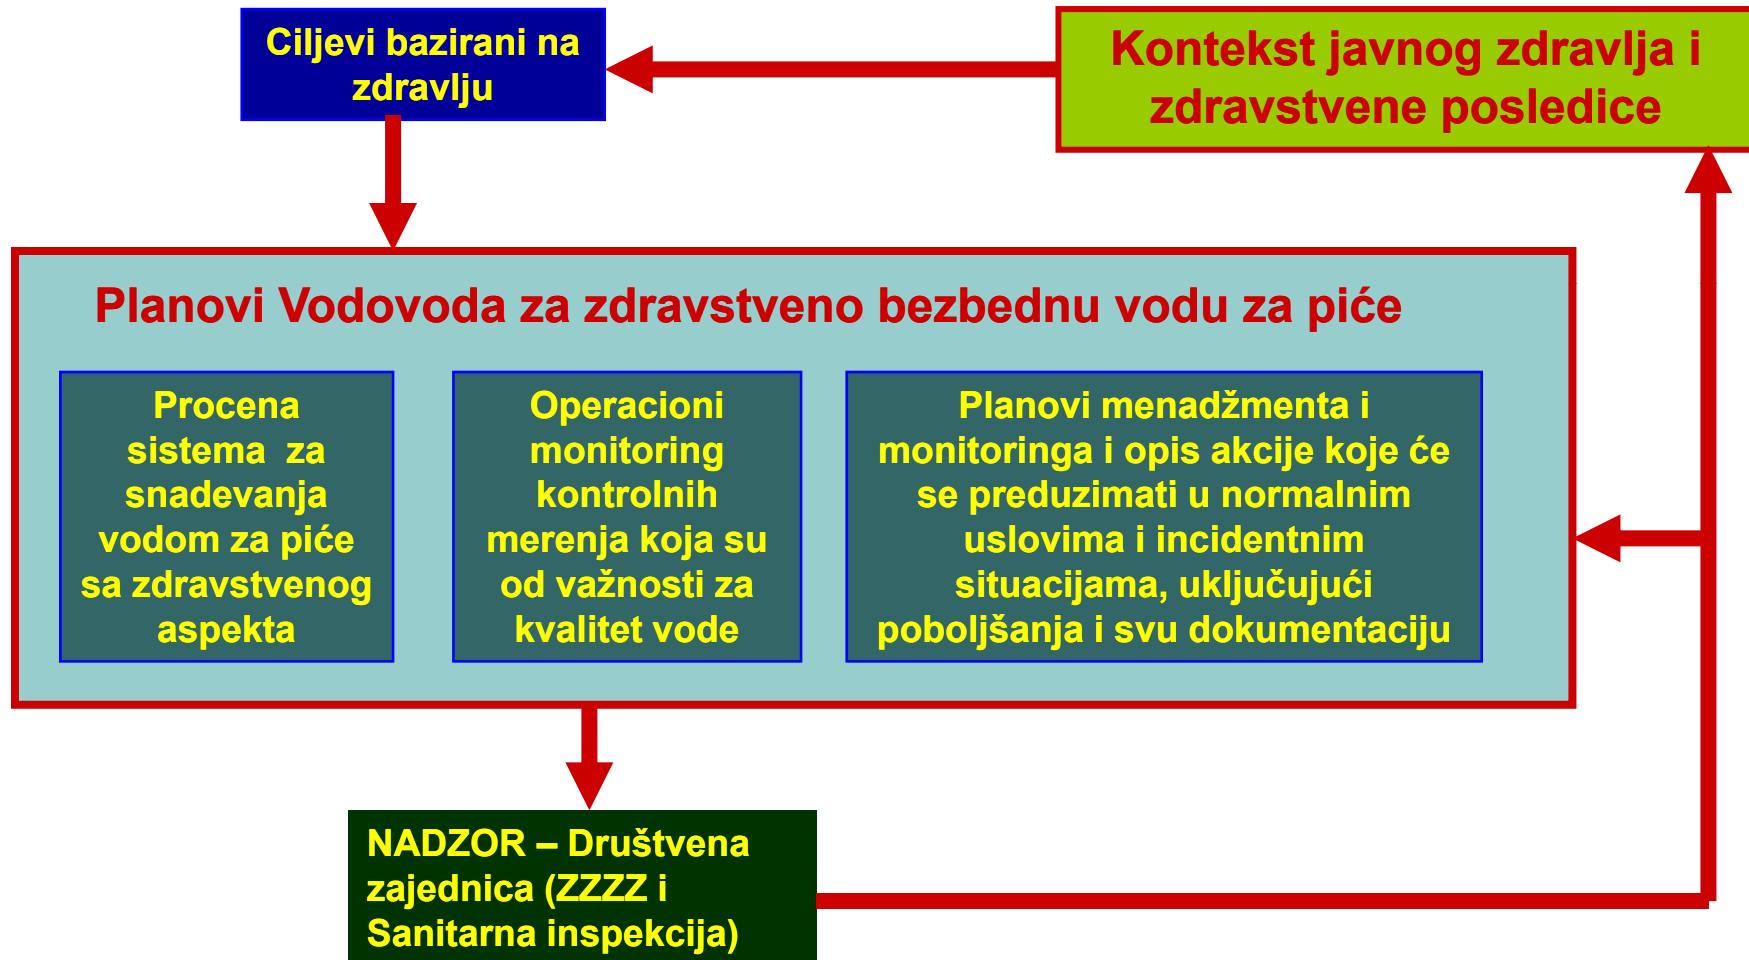 Ciljevi bazirani na
zdravlju
Kontekst javnog zdravlja i
zdravstvene posledice
Planovi Vodovoda za zdravstveno bezbednu vodu za piće
Procena
sistema za
snadevanja
vodom za piće
sa zdravstvenog
aspekta
Operacioni
monitoring
kontrolnih
merenja koja su
od važnosti za
kvalitet vode
Planovi menadžmenta i
monitoringa i opis akcije koje će
se preduzimati u normalnim
uslovima i incidentnim
situacijama, uključujući
poboljšanja i svu dokumentaciju
NADZOR – Društvena
zajednica (ZZZZ i
Sanitarna inspekcija)